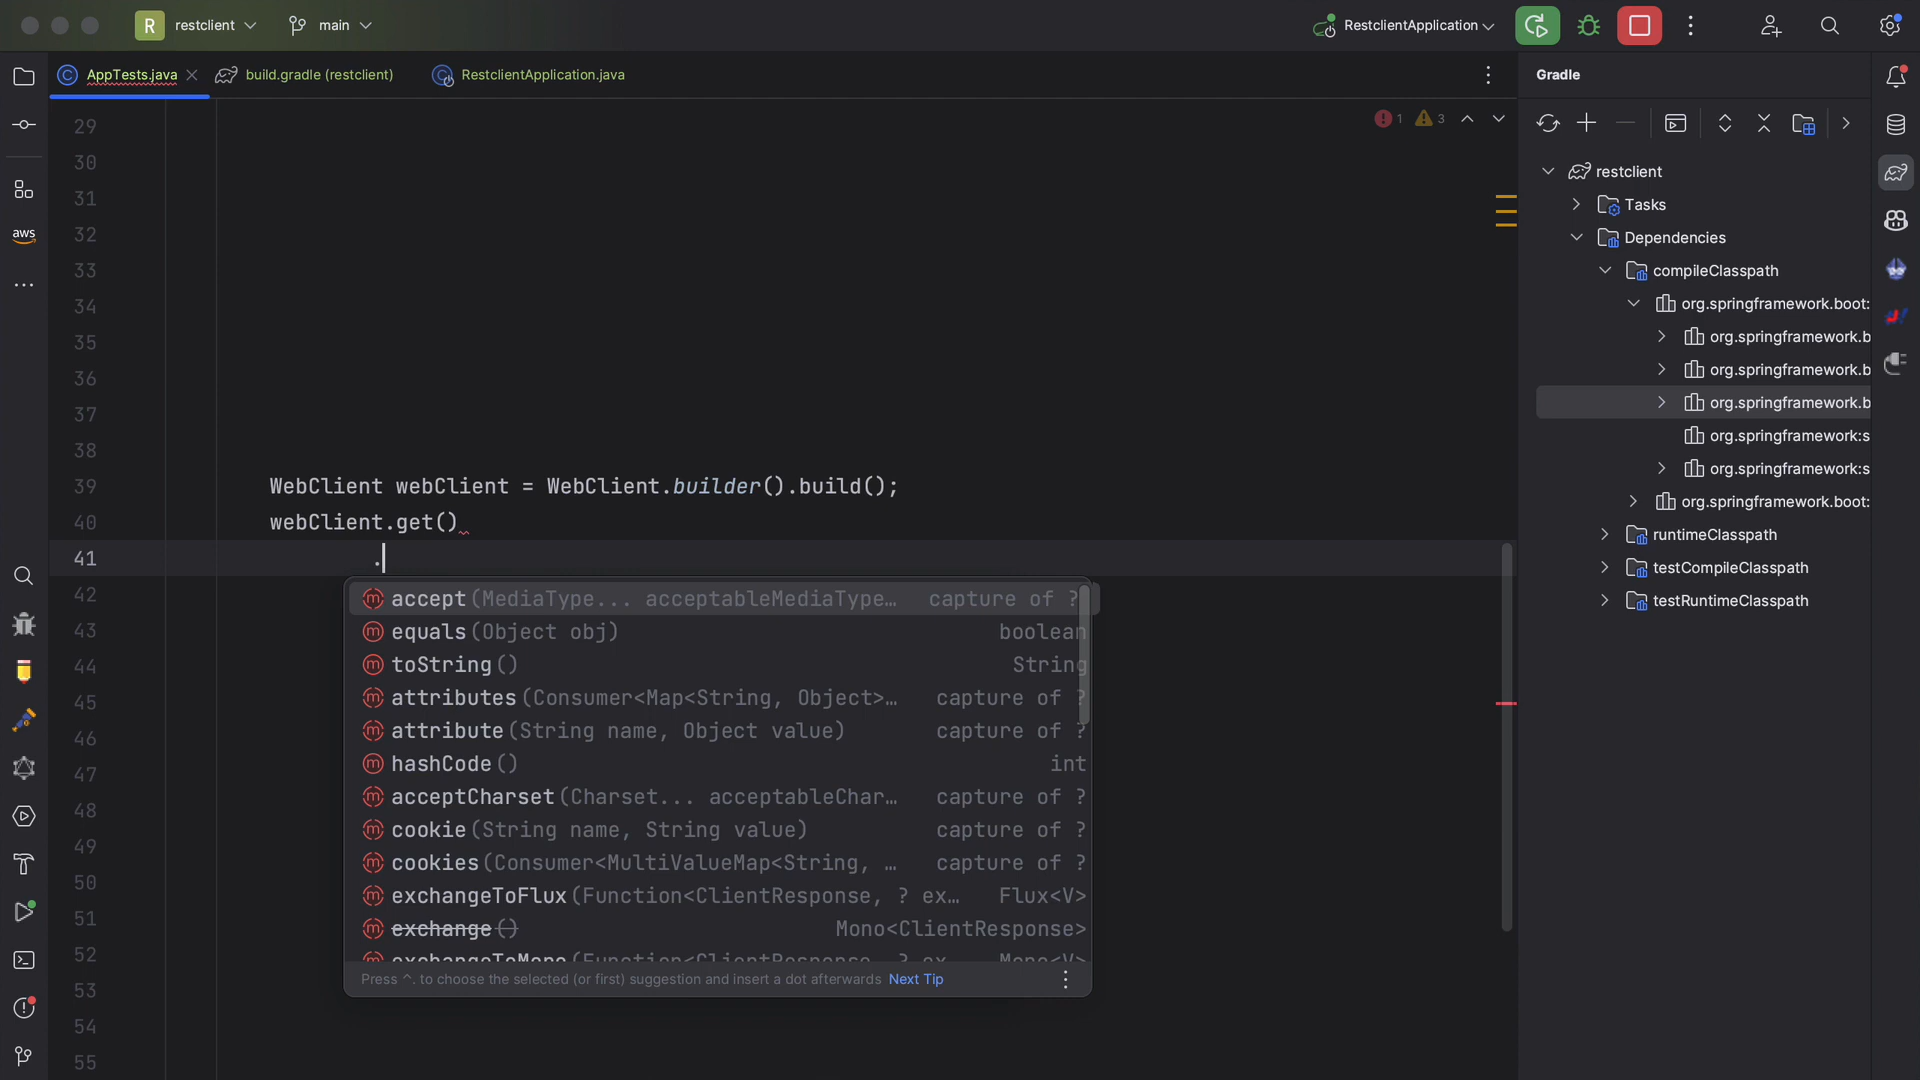 R restclient main RestclientApplication
AppTests.java build.gradle (restclient) RestclientApplication.java Gradle
29 1 3
30
31
32
33
34
35
36
37
38
39 WebClient webClient = WebClient.builder().build();
40 webClient.get()
41 .
42
43
44
45
46
47
48
49
50
51
52
53
54
55
accept(MediaType... acceptableMediaType… capture of ?
equals(Object obj) boolean
toString() String
attributes(Consumer<Map<String, Object>… capture of ?
attribute(String name, Object value) capture of ?
hashCode() int
acceptCharset(Charset... acceptableChar… capture of ?
cookie(String name, String value) capture of ?
cookies(Consumer<MultiValueMap<String, … capture of ?
exchangeToFlux(Function<ClientResponse, ? ex… Flux<V>
exchange() Mono<ClientResponse>
exchangeToMono(Function<ClientResponse, ? ex… Mono<V>
Press ^. to choose the selected (or first) suggestion and insert a dot afterwards Next Tip
restclient
Tasks
Dependencies
compileClasspath
org.springframework.boot:
org.springframework.b
org.springframework.b
org.springframework.b
org.springframework:s
org.springframework:s
org.springframework.boot:
runtimeClasspath
testCompileClasspath
testRuntimeClasspath
aws